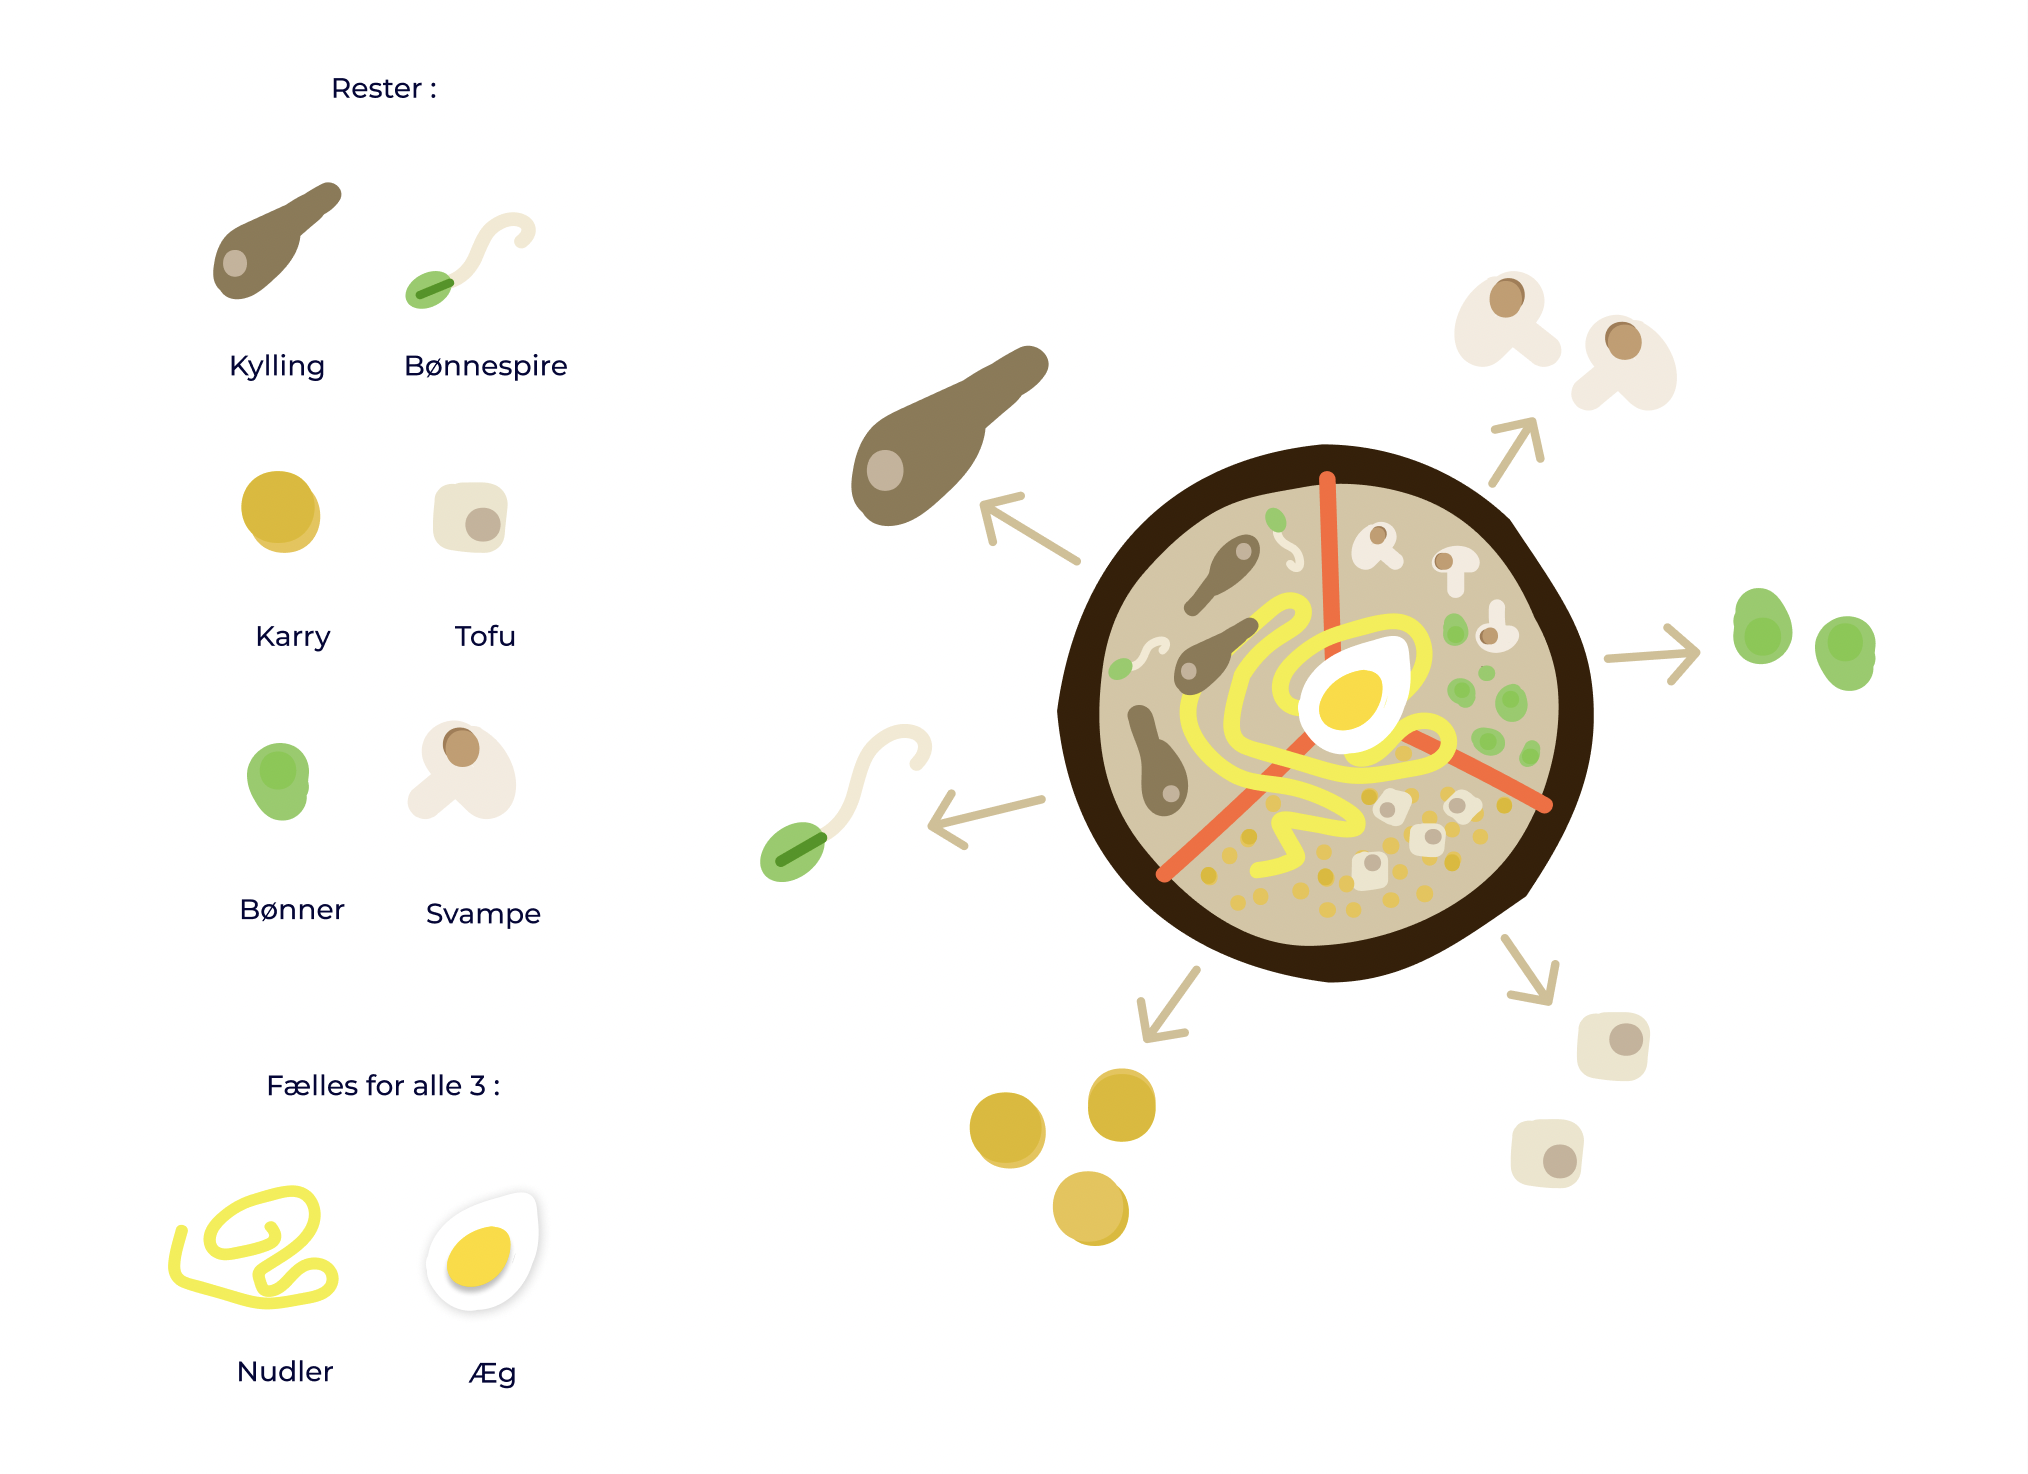 Rester :
Kylling
Bønnespire
Karry
Tofu
Bønner
Svampe
Fælles for alle 3 :
Nudler
Æg